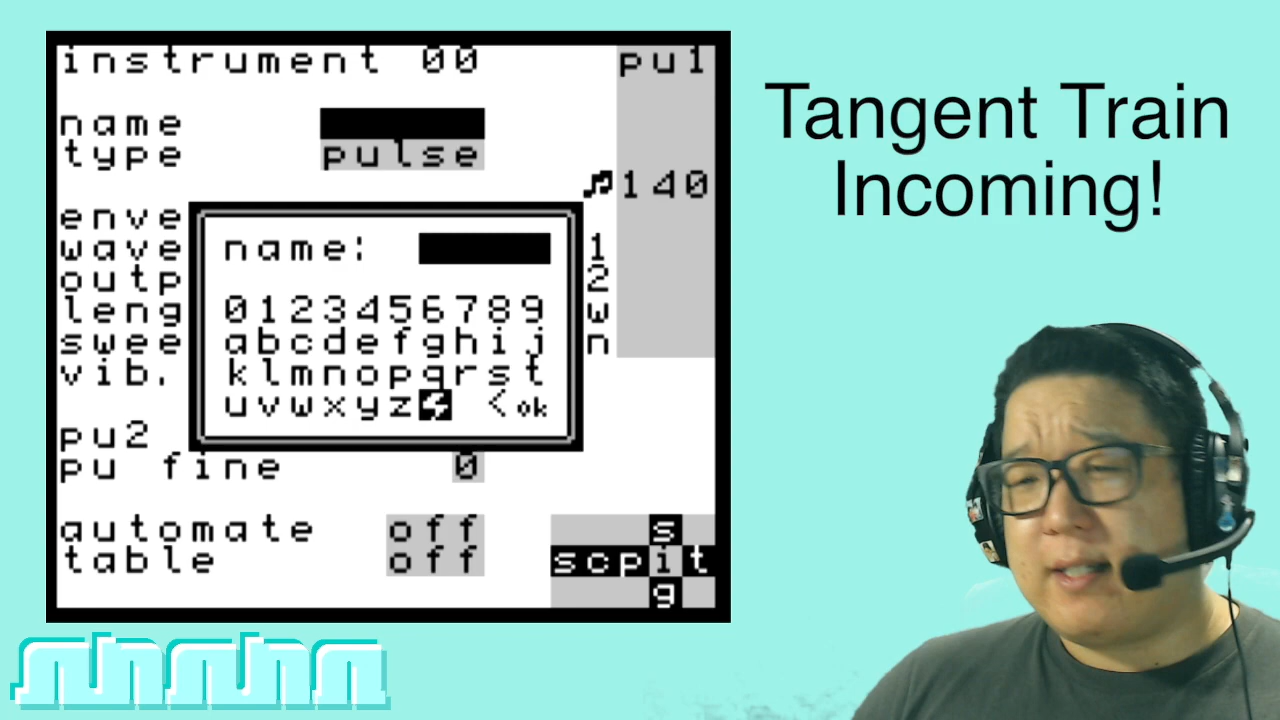 instrument 00 pu1
name
type pulse
140
enve
wave 1
outp 2
leng w
swee n
vib.
name:
0123456789
abcdefghij
klmnopqrst
uvwxyz <ok
pu2
pu fine 0
automate off
table off
s
scpit
g
Tangent Train
Incoming!